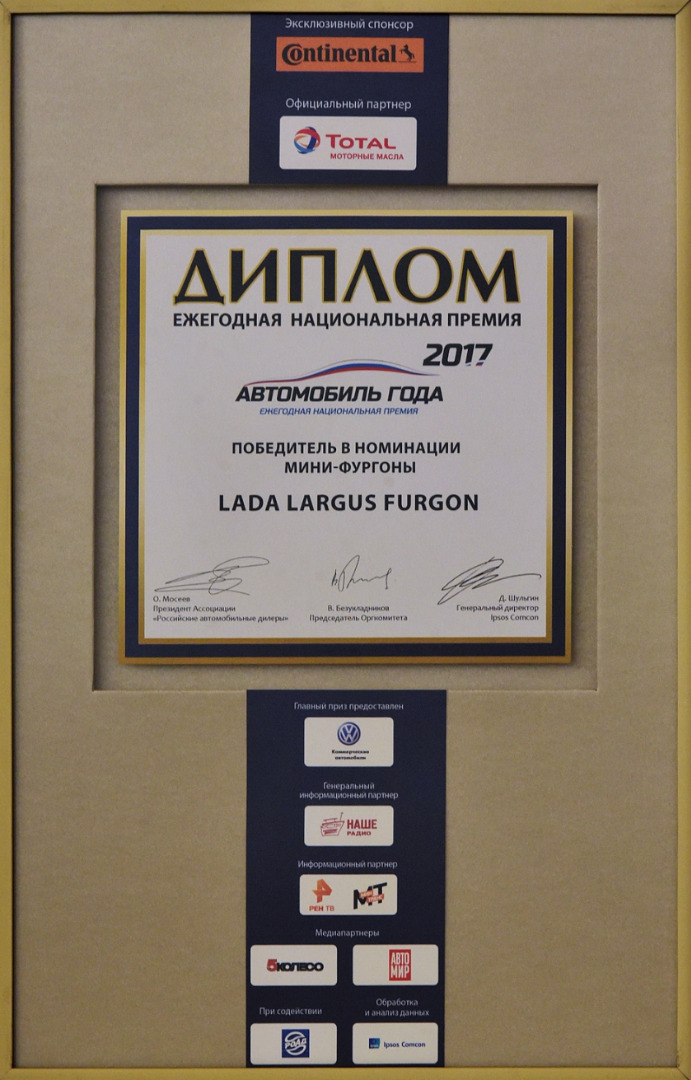 Эксклюзивный спонсор
Continental
Официальный партнер
TOTAL
МОТОРНЫЕ МАСЛА
ДИПЛОМ
ЕЖЕГОДНАЯ НАЦИОНАЛЬНАЯ ПРЕМИЯ
2017
АВТОМОБИЛЬ ГОДА
ЕЖЕГОДНАЯ НАЦИОНАЛЬНАЯ ПРЕМИЯ
ПОБЕДИТЕЛЬ В НОМИНАЦИИ
МИНИ-ФУРГОНЫ
LADA LARGUS FURGON
О. Мосеев
Президент Ассоциации
«Российские автомобильные дилеры»
В. Безукладников
Председатель Оргкомитета
Д. Шульгин
Генеральный директор
Ipsos Comcon
Главный приз предоставлен
Коммерческие
автомобили
Генеральный
информационный партнер
НАШЕ
РАДИО
Информационный партнер
РЕН ТВ
МТ
Медиапартнеры
5КОЛЕСО
АВТО
МИР
При содействии
РОАД
Обработка
и анализ данных
Ipsos Comcon